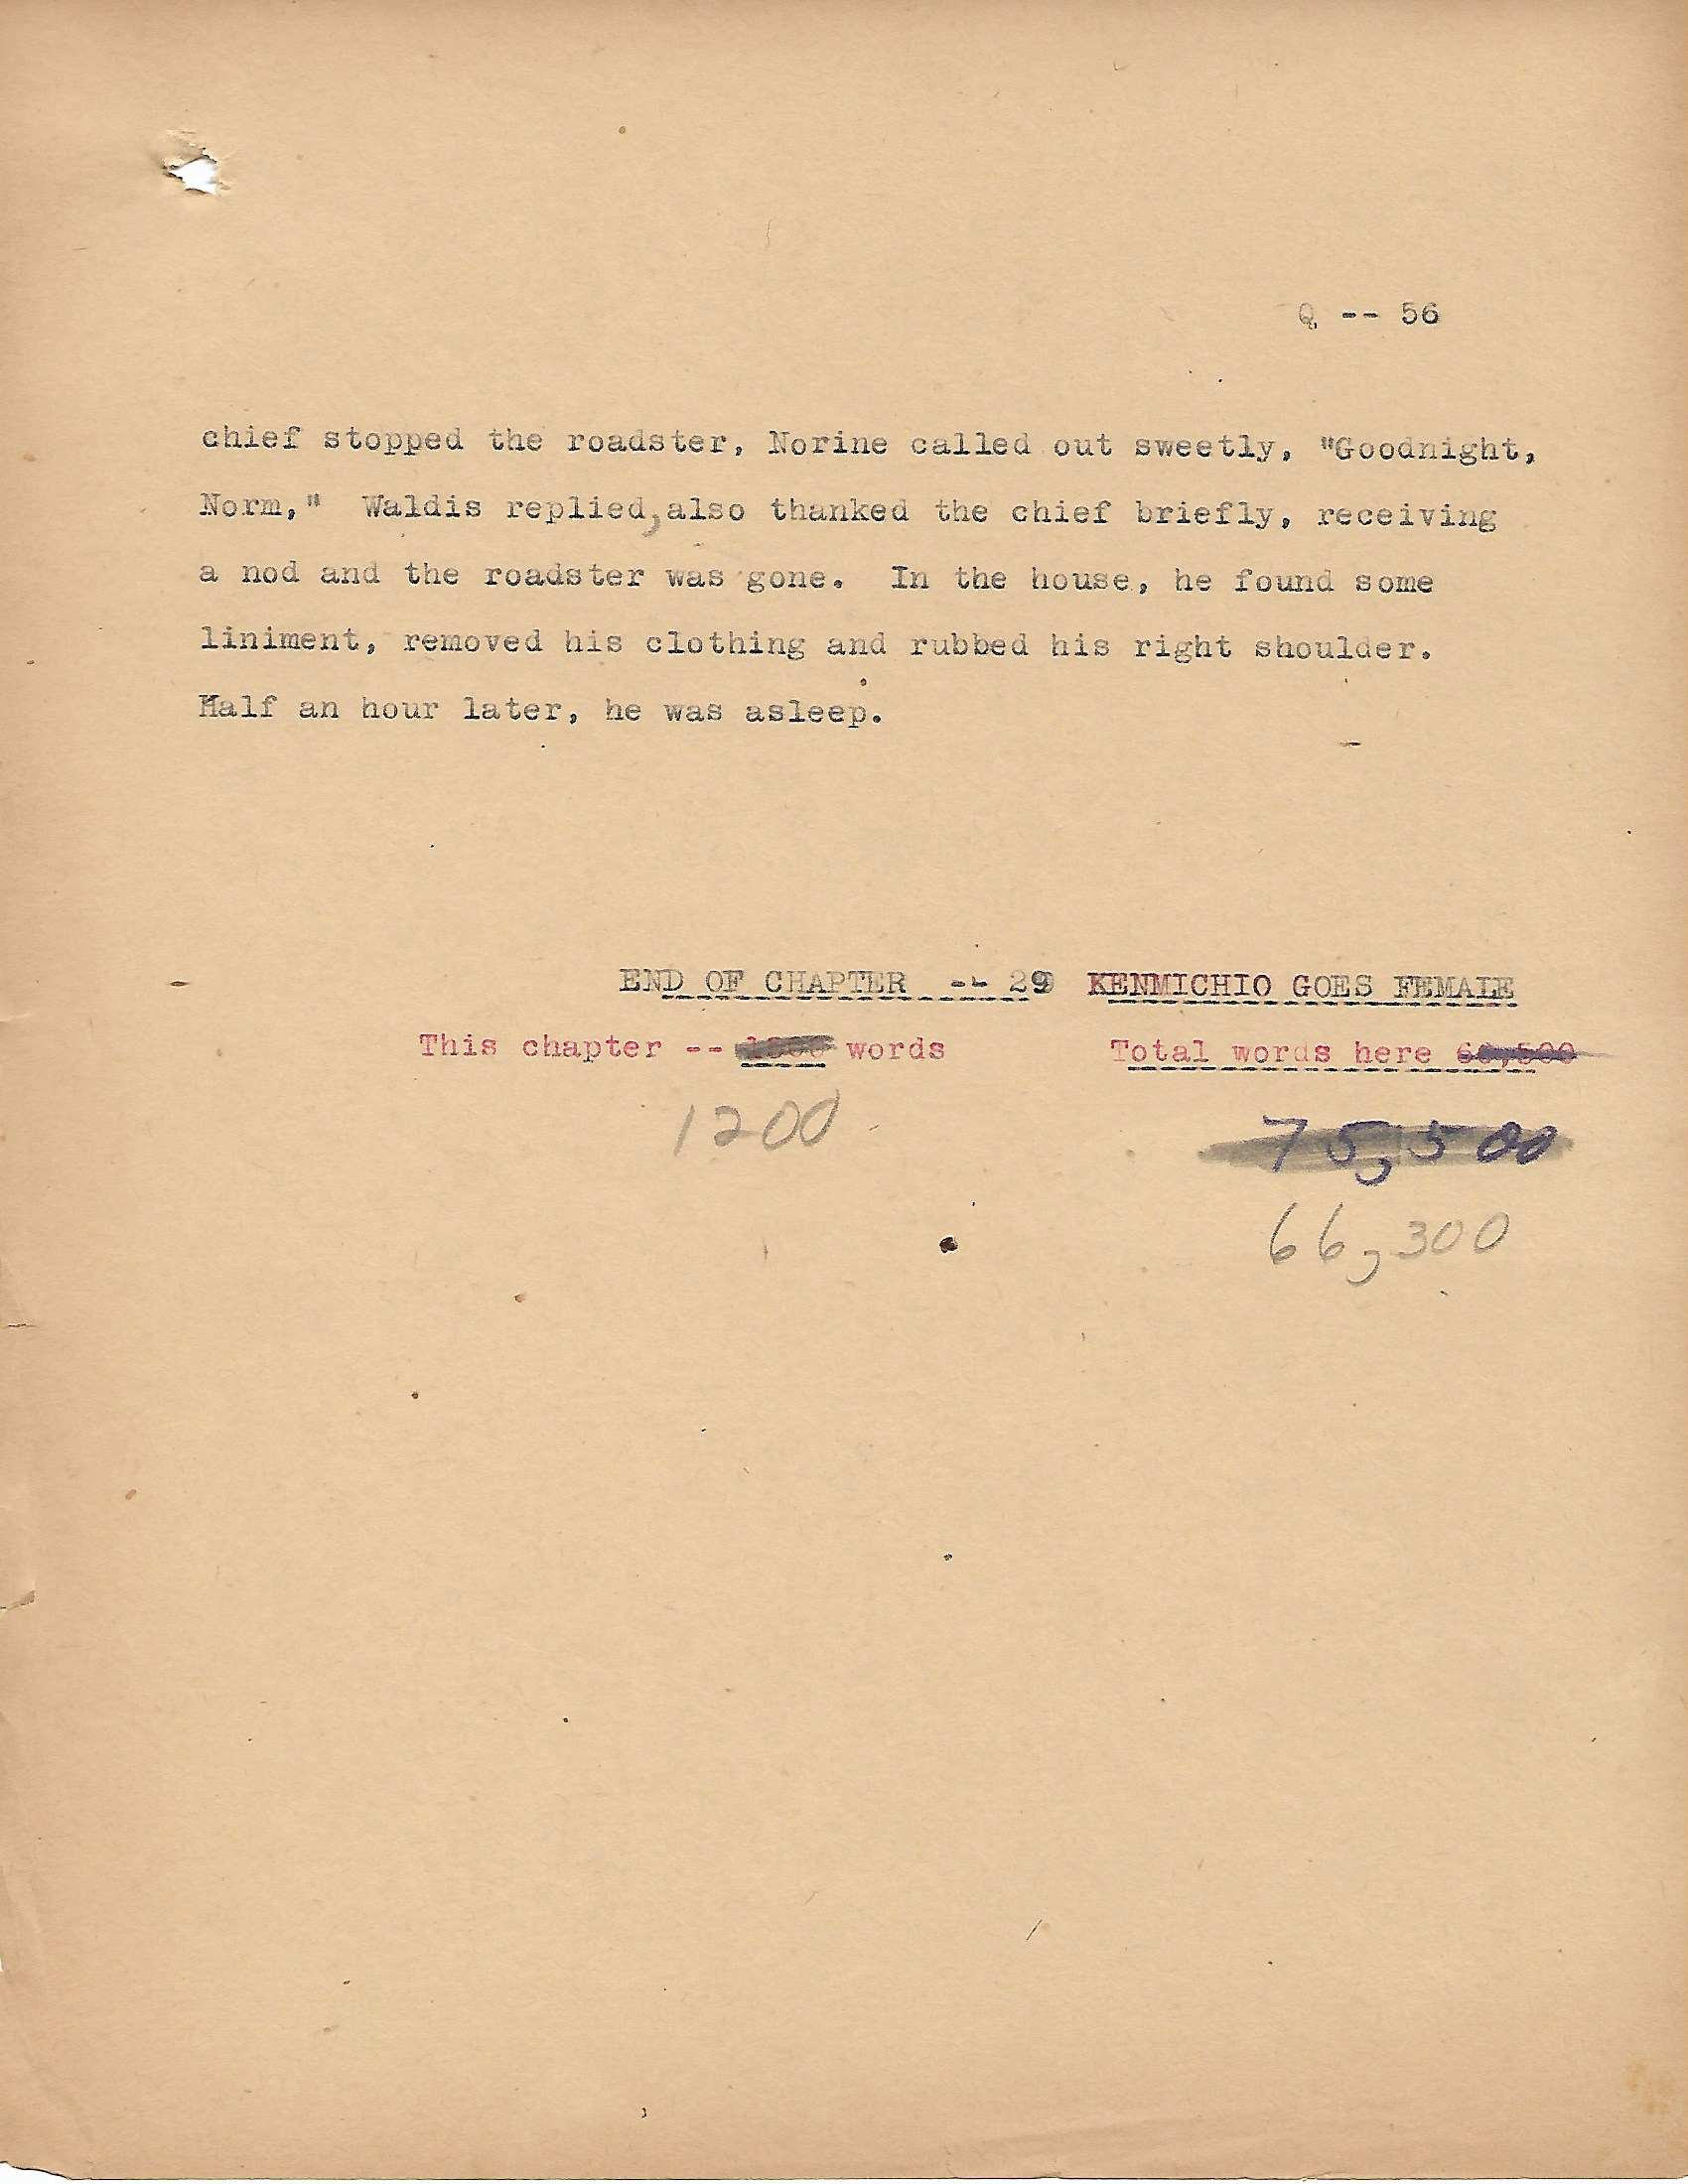 Q -- 56
chief stopped the roadster, Norine called out sweetly, "Goodnight,
Norm," Waldis replied, also thanked the chief briefly, receiving
a nod and the roadster was gone. In the house, he found some
liniment, removed his clothing and rubbed his right shoulder.
Half an hour later, he was asleep.
END OF CHAPTER -- 29 KENMICHIO GOES FEMALE
This chapter -- words Total words here
1200 75,500
66,300